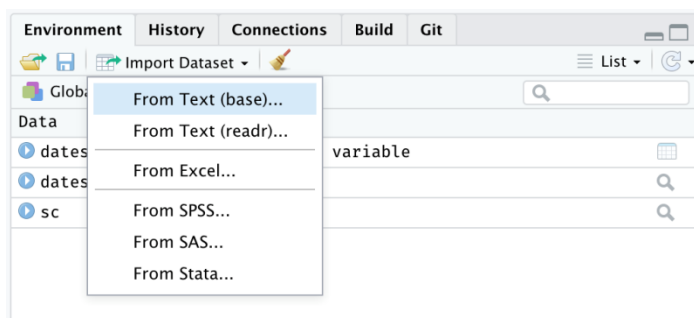 Environment History Connections Build Git
Import Dataset List
From Text (base)...
From Text (readr)...
Data
dates variable
From Excel...
dates
From SPSS...
sc
From SAS...
From Stata...